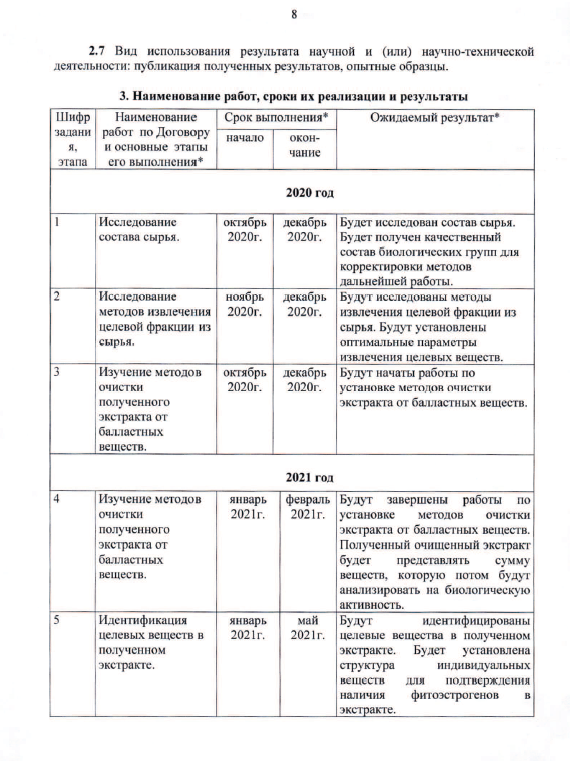 8
2.7 Вид использования результата научной и (или) научно-технической
деятельности: публикация полученных результатов, опытные образцы.
3. Наименование работ, сроки их реализации и результаты
Шифр
задани
я,
этапа
Наименование
работ по Договору
и основные этапы
его выполнения*
Срок выполнения*
начало
окон-
чание
Ожидаемый результат*
2020 год
1
Исследование
состава сырья.
октябрь
2020г.
декабрь
2020г.
Будет исследован состав сырья.
Будет получен качественный
состав биологических групп для
корректировки методов
дальнейшей работы.
2
Исследование
методов извлечения
целевой фракции из
сырья.
ноябрь
2020г.
декабрь
2020г.
Будут исследованы методы
извлечения целевой фракции из
сырья. Будут установлены
оптимальные параметры
извлечения целевых веществ.
3
Изучение методов
очистки
полученного
экстракта от
балластных
веществ.
октябрь
2020г.
декабрь
2020г.
Будут начаты работы по
установке методов очистки
экстракта от балластных веществ.
2021 год
4
Изучение методов
очистки
полученного
экстракта от
балластных
веществ.
январь
2021г.
февраль
2021г.
Будут завершены работы по
установке методов очистки
экстракта от балластных веществ.
Полученный очищенный экстракт
будет представлять сумму
веществ, которую потом будут
анализировать на биологическую
активность.
5
Идентификация
целевых веществ в
полученном
экстракте.
январь
2021г.
май
2021г.
Будут идентифицированы
целевые вещества в полученном
экстракте. Будет установлена
структура индивидуальных
веществ для подтверждения
наличия фитоэстрогенов в
экстракте.